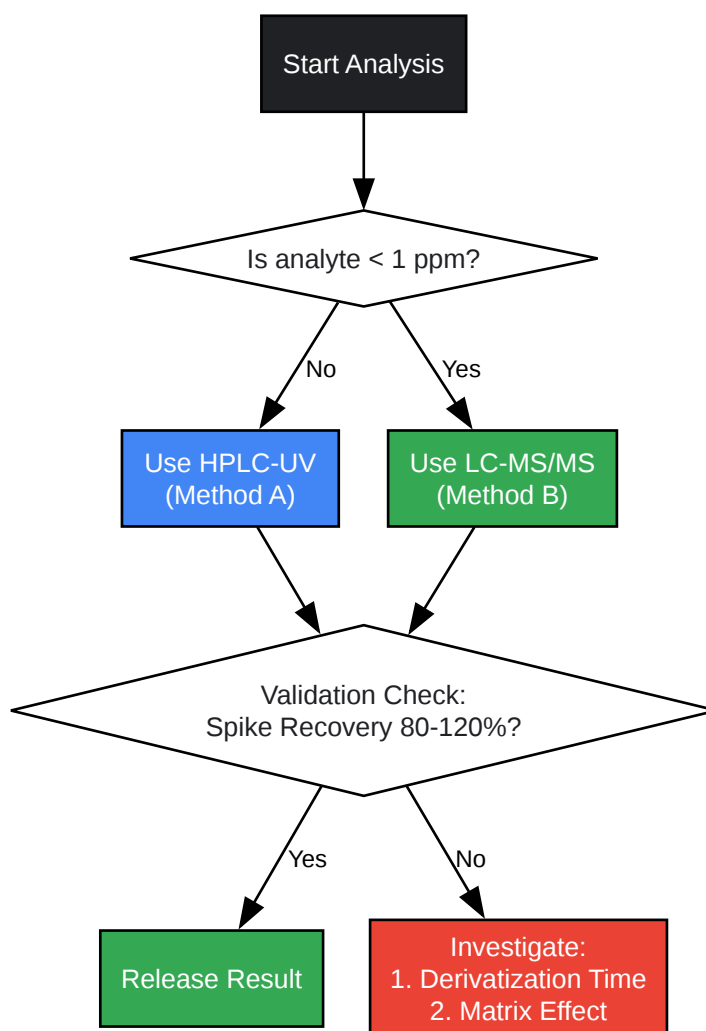 Start Analysis
Is analyte < 1 ppm?
No
Yes
Use HPLC-UV
(Method A)
Use LC-MS/MS
(Method B)
Validation Check:
Spike Recovery 80-120%?
Yes
No
Release Result
Investigate:
1. Derivatization Time
2. Matrix Effect